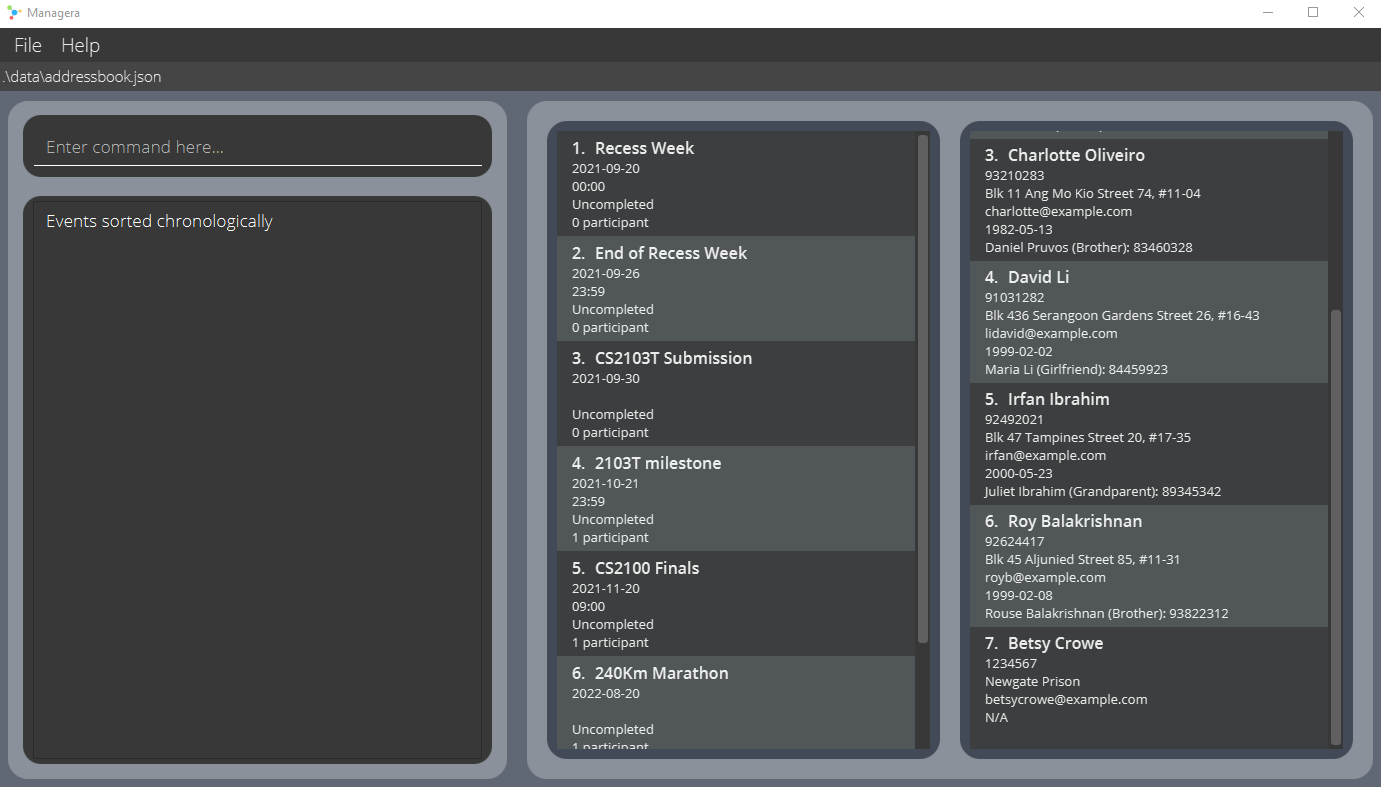 Managera
File Help
.\data\addressbook.json
Enter command here...
Events sorted chronologically
1. Recess Week
2021-09-20
00:00
Uncompleted
0 participant
2. End of Recess Week
2021-09-26
23:59
Uncompleted
0 participant
3. CS2103T Submission
2021-09-30
Uncompleted
0 participant
4. 2103T milestone
2021-10-21
23:59
Uncompleted
1 participant
5. CS2100 Finals
2021-11-20
09:00
Uncompleted
1 participant
6. 240Km Marathon
2022-08-20
Uncompleted
1 participant
3. Charlotte Oliveiro
93210283
Blk 11 Ang Mo Kio Street 74, #11-04
charlotte@example.com
1982-05-13
Daniel Pruvos (Brother): 83460328
4. David Li
91031282
Blk 436 Serangoon Gardens Street 26, #16-43
lidavid@example.com
1999-02-02
Maria Li (Girlfriend): 84459923
5. Irfan Ibrahim
92492021
Blk 47 Tampines Street 20, #17-35
irfan@example.com
2000-05-23
Juliet Ibrahim (Grandparent): 89345342
6. Roy Balakrishnan
92624417
Blk 45 Aljunied Street 85, #11-31
royb@example.com
1999-02-08
Rouse Balakrishnan (Brother): 93822312
7. Betsy Crowe
1234567
Newgate Prison
betsycrowe@example.com
N/A